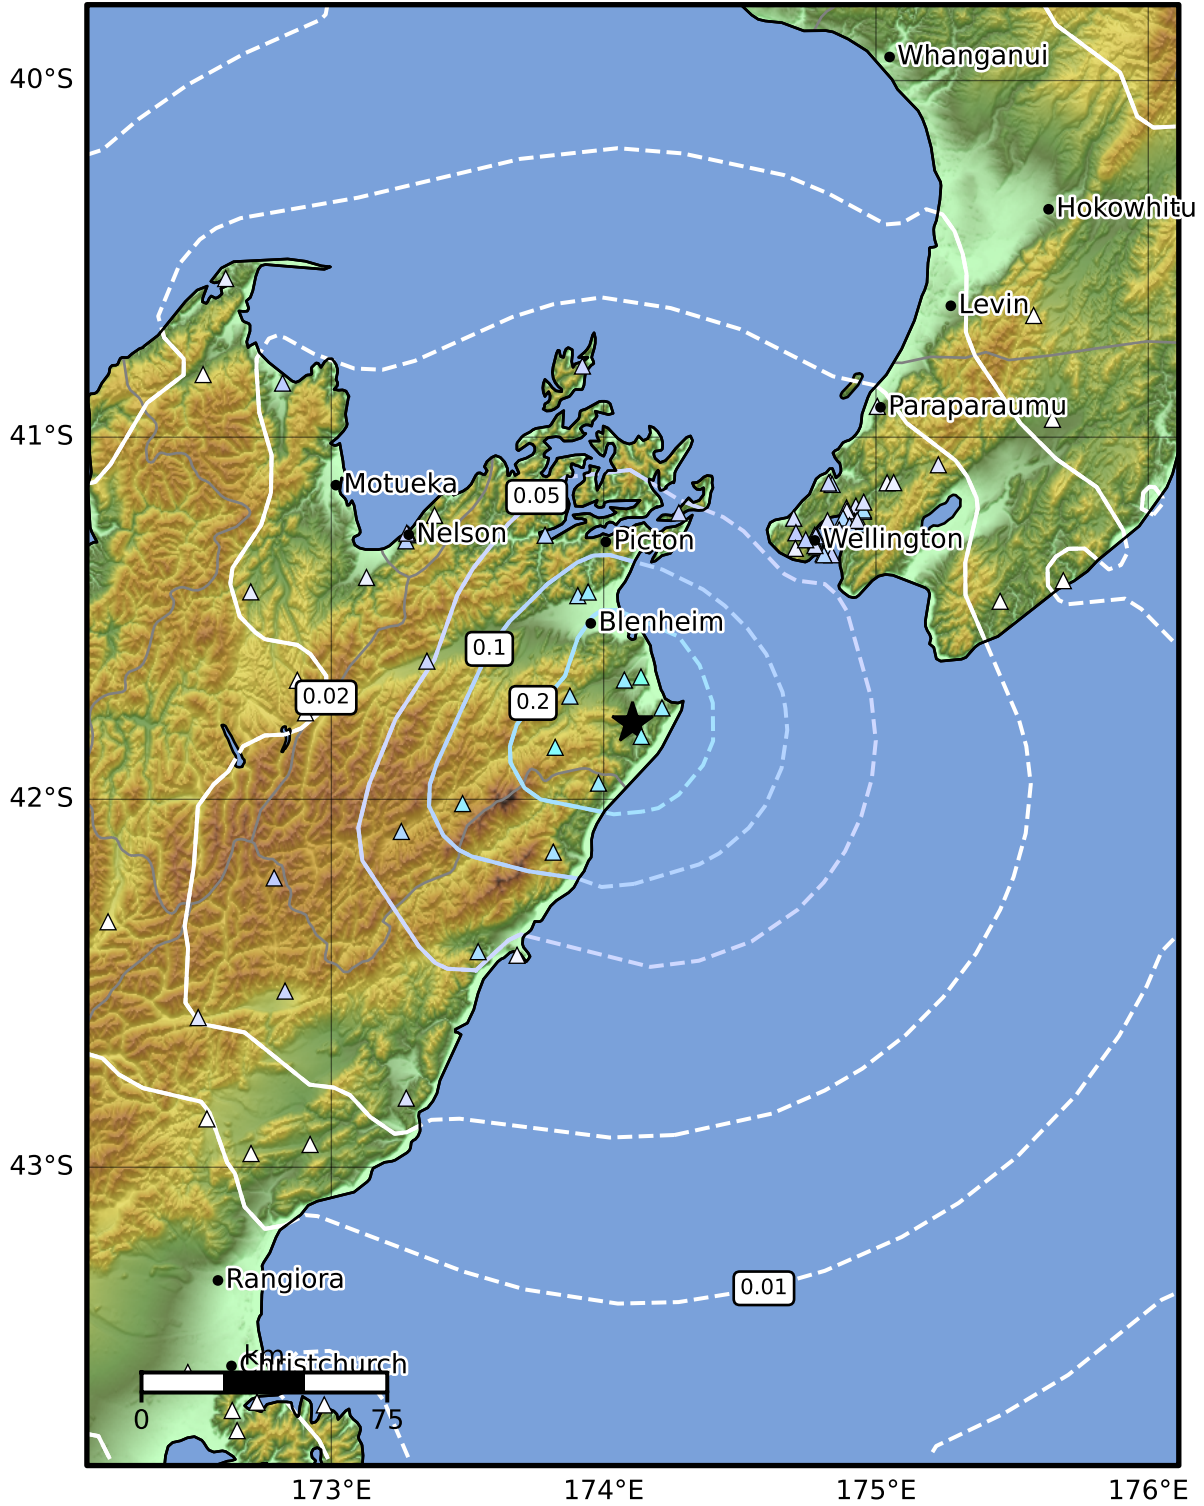 Whanganui
40°S
Hokowhitu
Levin
Paraparaumu
41°S
Motueka
0.05
Nelson
Picton
Wellington
Blenheim
0.1
0.02
0.2
42°S
43°S
Rangiora
0.01
km
Christchurch
0
75
173°E
174°E
175°E
176°E